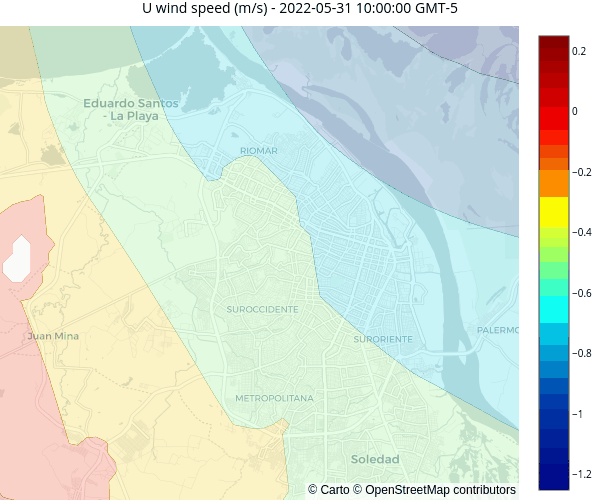 U wind speed (m/s) - 2022-05-31 10:00:00 GMT-5
Eduardo Santos
- La Playa
RIOMAR
SUROCCIDENTE
Juan Mina
SURORIENTE
PALERMO
METROPOLITANA
Soledad
© Carto © OpenStreetMap contributors
0.2
0
−0.2
−0.4
−0.6
−0.8
−1
−1.2